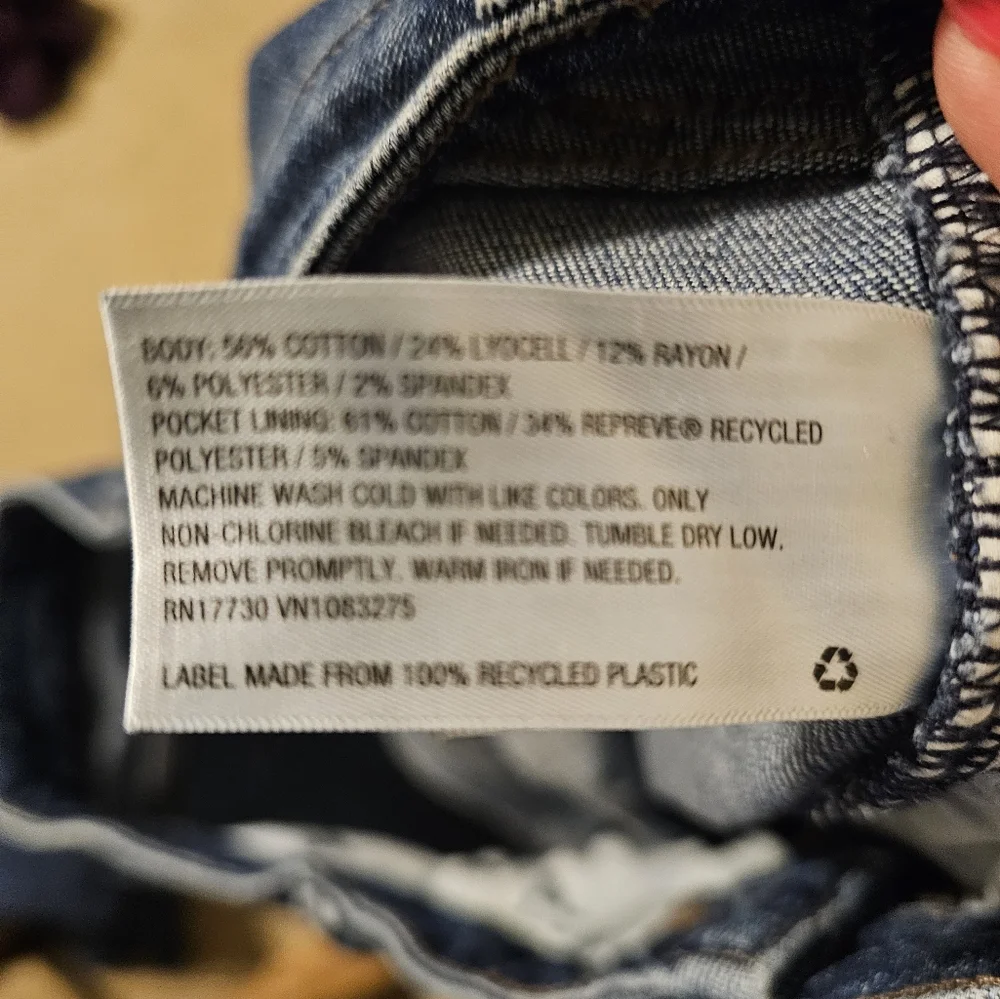 BODY: 56% COTTON / 24% LYOCELL / 12% RAYON /
6% POLYESTER / 2% SPANDEX
POCKET LINING: 61% COTTON / 34% REPREVE® RECYCLED
POLYESTER / 5% SPANDEX
MACHINE WASH COLD WITH LIKE COLORS. ONLY
NON-CHLORINE BLEACH IF NEEDED. TUMBLE DRY LOW.
REMOVE PROMPTLY. WARM IRON IF NEEDED.
RN17730 VN1083275
LABEL MADE FROM 100% RECYCLED PLASTIC